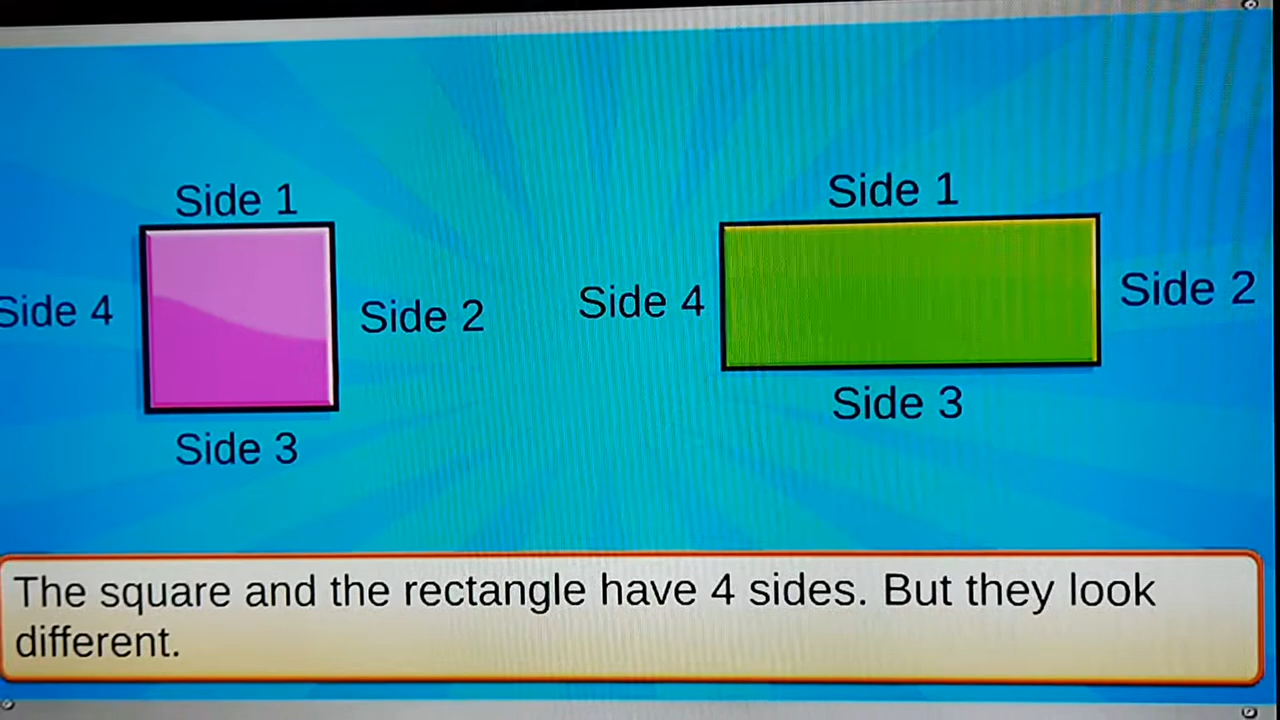 Side 1
Side 4
Side 2
Side 3
Side 1
Side 4
Side 2
Side 3
The square and the rectangle have 4 sides. But they look
different.